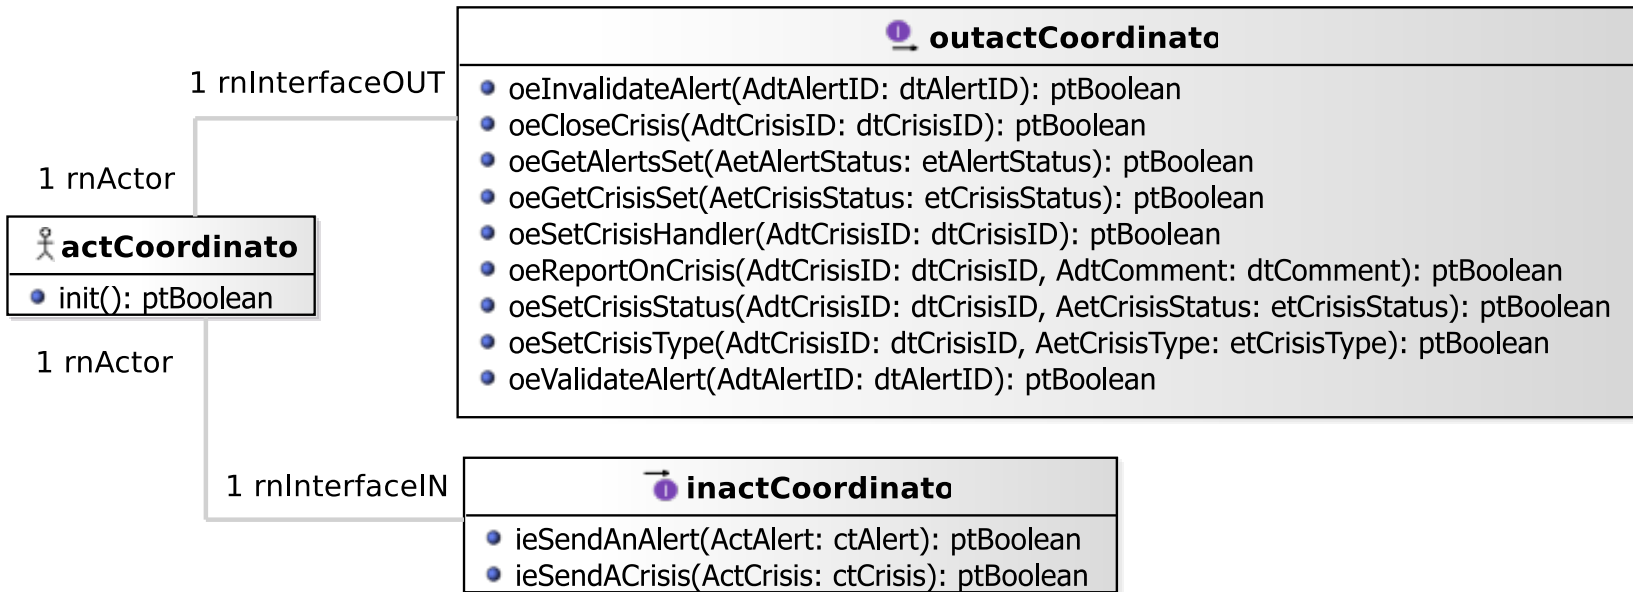 outactCoordinato
1 rnInterfaceOUT
oeInvalidateAlert(AdtAlertID: dtAlertID): ptBoolean
oeCloseCrisis(AdtCrisisID: dtCrisisID): ptBoolean
oeGetAlertsSet(AetAlertStatus: etAlertStatus): ptBoolean
oeGetCrisisSet(AetCrisisStatus: etCrisisStatus): ptBoolean
oeSetCrisisHandler(AdtCrisisID: dtCrisisID): ptBoolean
oeReportOnCrisis(AdtCrisisID: dtCrisisID, AdtComment: dtComment): ptBoolean
oeSetCrisisStatus(AdtCrisisID: dtCrisisID, AetCrisisStatus: etCrisisStatus): ptBoolean
oeSetCrisisType(AdtCrisisID: dtCrisisID, AetCrisisType: etCrisisType): ptBoolean
oeValidateAlert(AdtAlertID: dtAlertID): ptBoolean
1 rnActor
actCoordinato
init(): ptBoolean
1 rnActor
1 rnInterfaceIN
inactCoordinato
ieSendAnAlert(ActAlert: ctAlert): ptBoolean
ieSendACrisis(ActCrisis: ctCrisis): ptBoolean